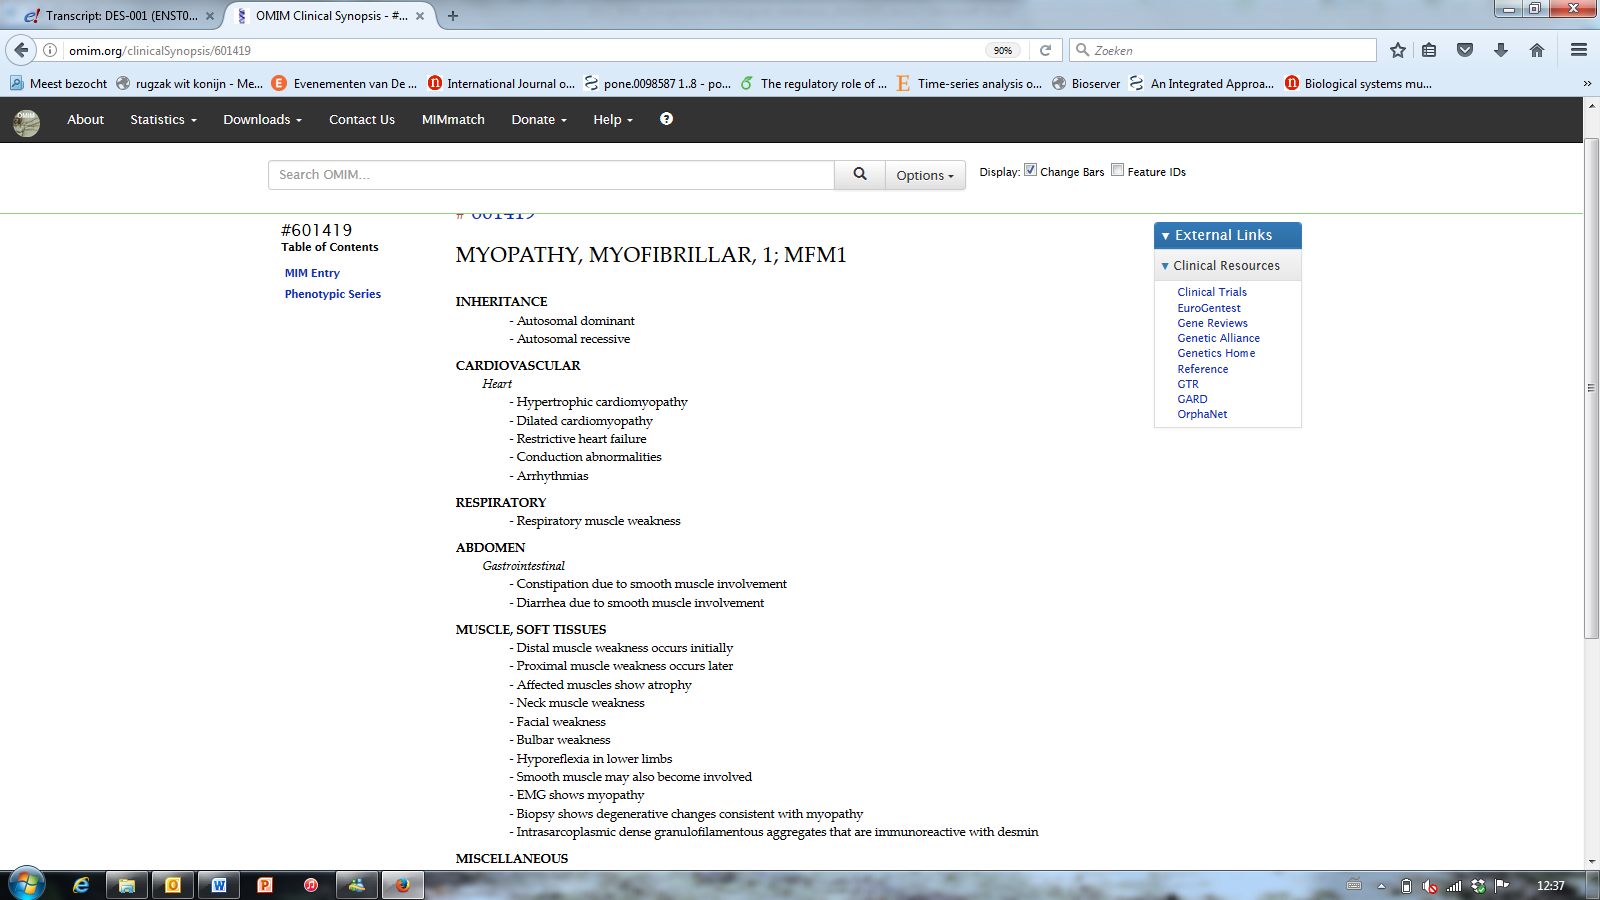 Transcript: DES-001 (ENST0...
OMIM Clinical Synopsis - #...
omim.org/clinicalSynopsis/601419
90%
Zoeken
Meest bezocht
rugzak wit konijn - Me...
Evenementen van De ...
International Journal o...
pone.0098587 1..8 - po...
The regulatory role of ...
Time-series analysis o...
Bioserver
An Integrated Approa...
Biological systems mu...
About
Statistics
Downloads
Contact Us
MIMmatch
Donate
Help
Search OMIM...
Options
Display:
Change Bars
Feature IDs
# 601419
#601419
Table of Contents
MIM Entry
Phenotypic Series
MYOPATHY, MYOFIBRILLAR, 1; MFM1
INHERITANCE
- Autosomal dominant
- Autosomal recessive
CARDIOVASCULAR
Heart
- Hypertrophic cardiomyopathy
- Dilated cardiomyopathy
- Restrictive heart failure
- Conduction abnormalities
- Arrhythmias
RESPIRATORY
- Respiratory muscle weakness
ABDOMEN
Gastrointestinal
- Constipation due to smooth muscle involvement
- Diarrhea due to smooth muscle involvement
MUSCLE, SOFT TISSUES
- Distal muscle weakness occurs initially
- Proximal muscle weakness occurs later
- Affected muscles show atrophy
- Neck muscle weakness
- Facial weakness
- Bulbar weakness
- Hyporeflexia in lower limbs
- Smooth muscle may also become involved
- EMG shows myopathy
- Biopsy shows degenerative changes consistent with myopathy
- Intrasarcoplasmic dense granulofilamentous aggregates that are immunoreactive with desmin
MISCELLANEOUS
External Links
Clinical Resources
Clinical Trials
EuroGentest
Gene Reviews
Genetic Alliance
Genetics Home
Reference
GTR
GARD
OrphaNet
12:37